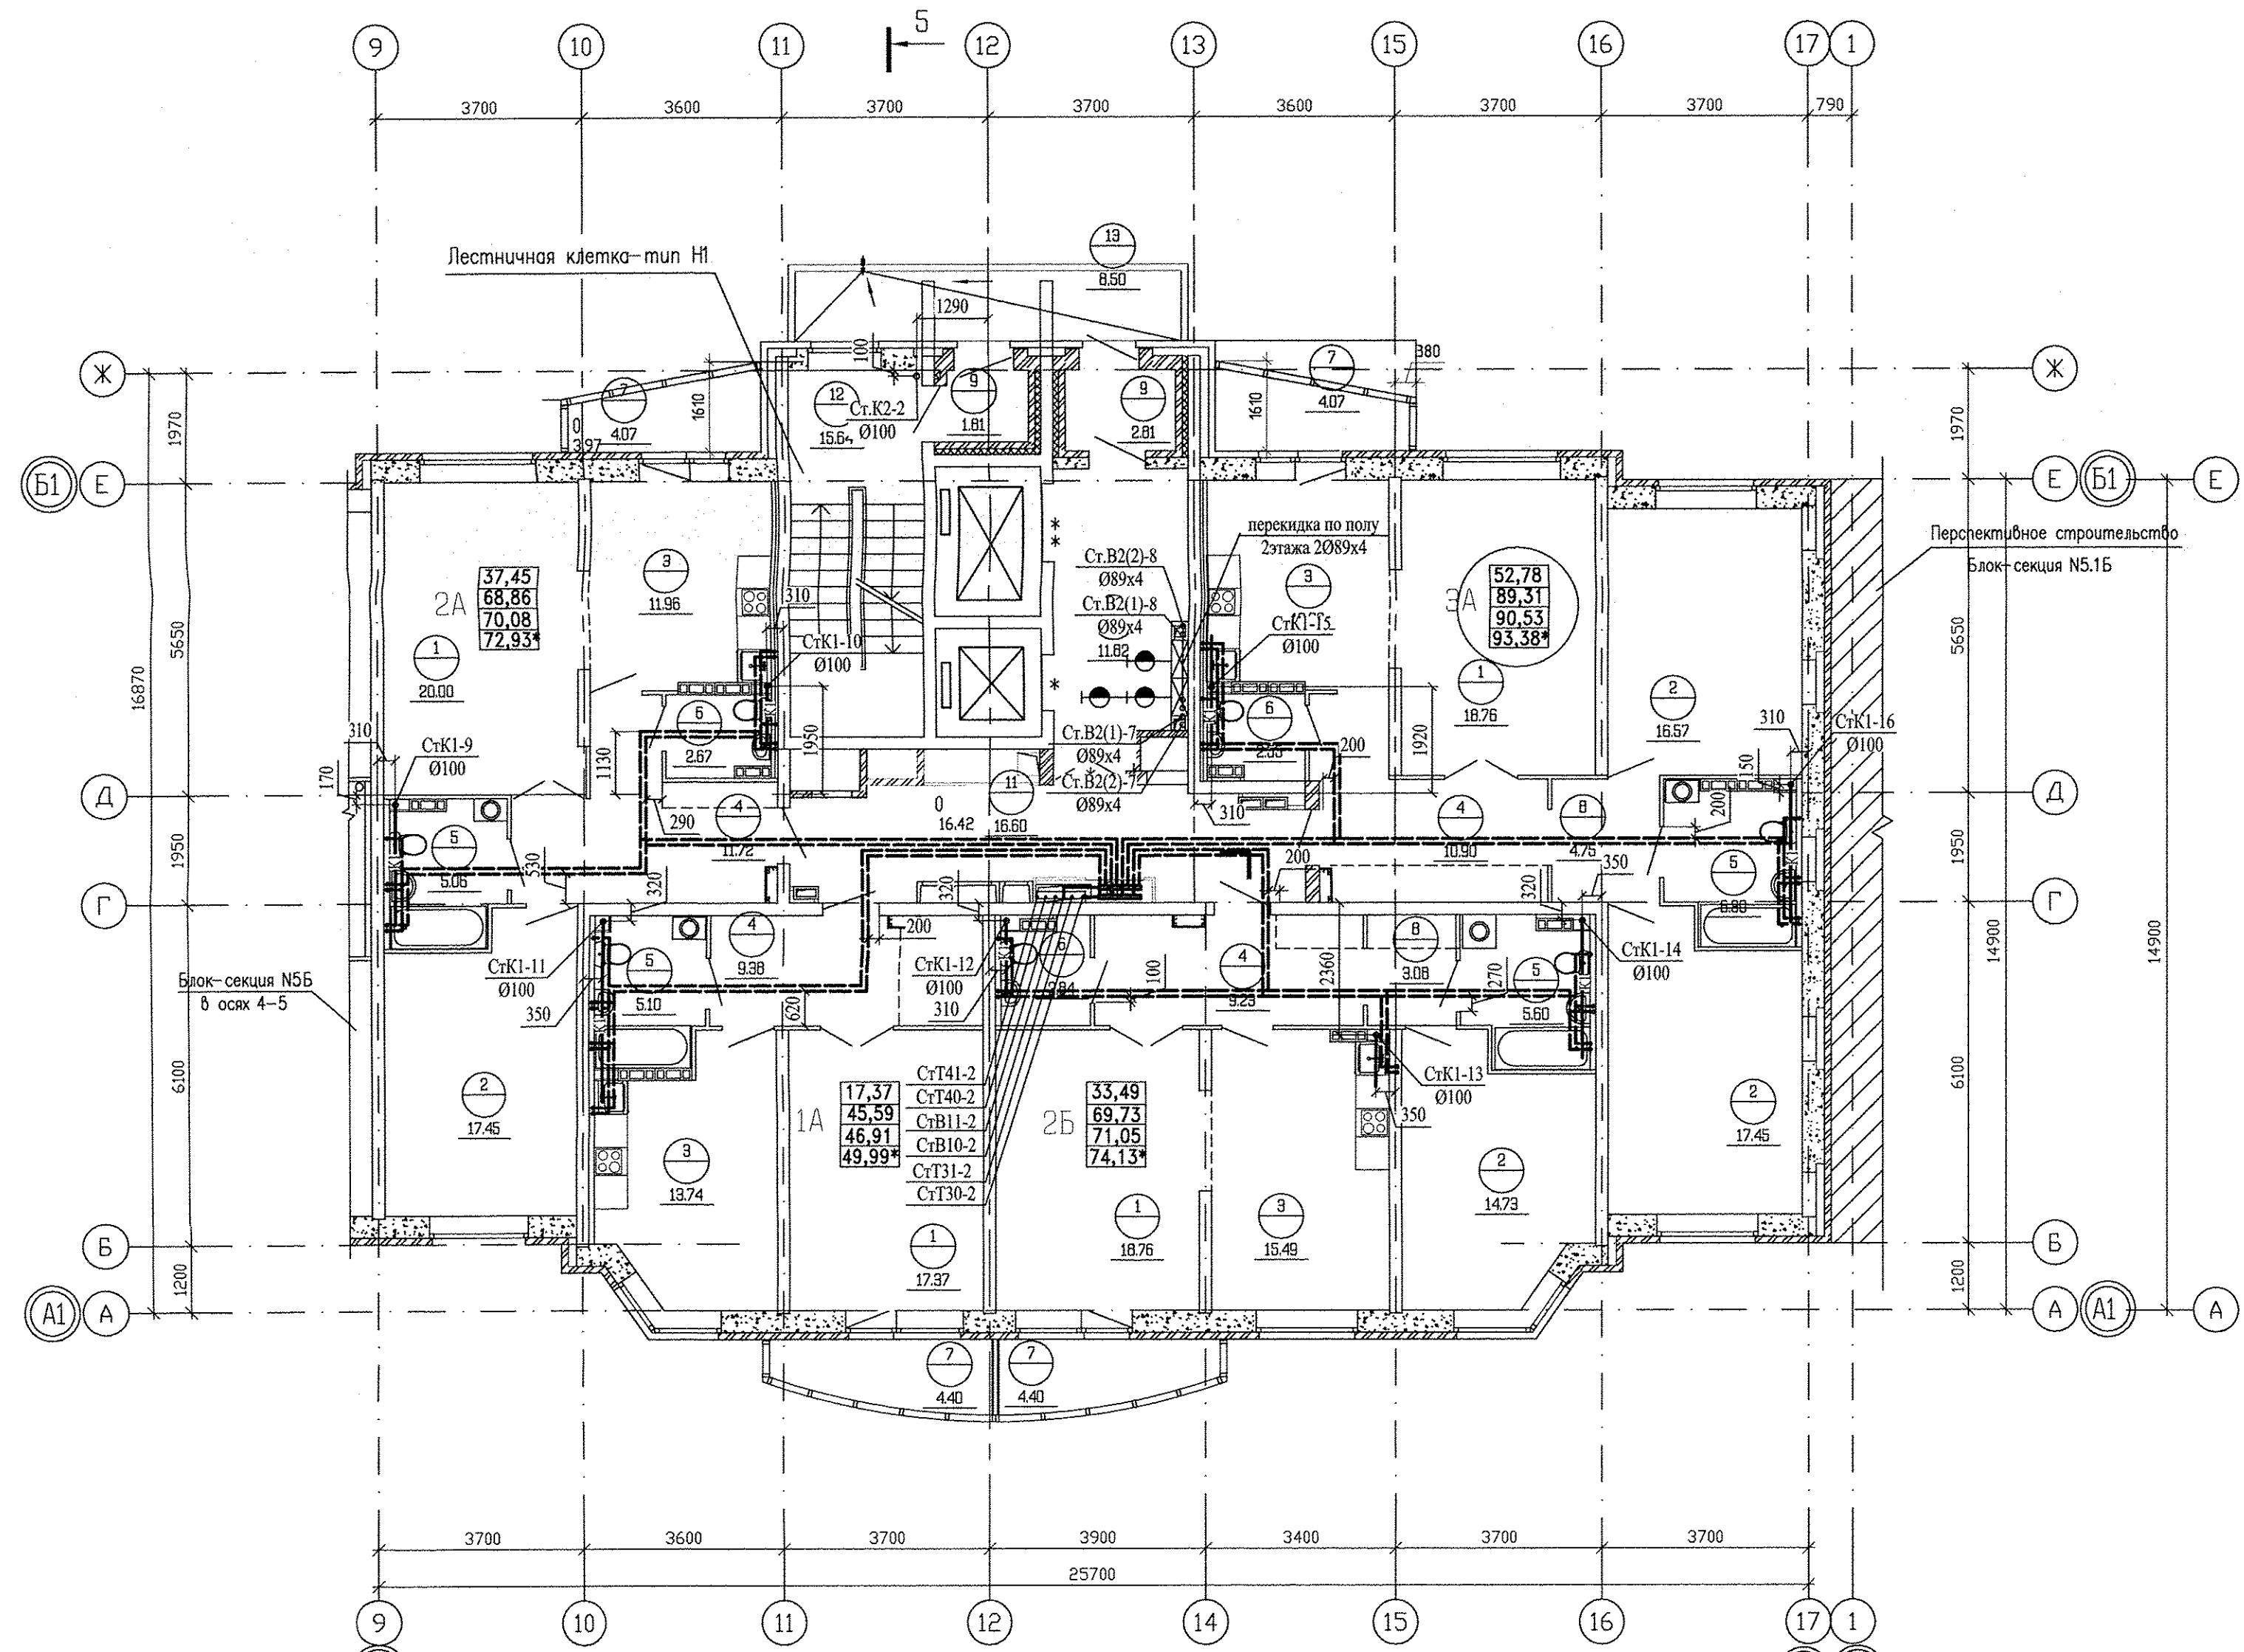 5
9 10 11 12 13 15 16 17 1
3700 3600 3700 3700 3600 3700 3700 790
Лестничная клетка-тип Н1
13
8.50
1290
100
380
Ж
7
4.07
0
3.97
1610
12
15.64
Ст.К2-2
Ø100
9
1.81
9
2.81
1610
7
4.07
Ж
1970
1970
Б1 Е
Е Б1 Е
Перспективное строительство
Блок-секция N5.1Б
перекидка по полу
2этажа 2Ø89х4
*
*
Ст.В2(2)-8
Ø89х4
Ст.В2(1)-8
Ø89х4
11.82
*
2А
37,45
68,86
70,08
72,93*
3
11.96
310
СтК1-10
Ø100
3
СтК1-15
Ø100
3А
52,78
89,31
90,53
93,38*
1
20.00
1
18.76
2
16.57
5650
16870
5650
310
СтК1-9
Ø100
170
6
2.67
1130
1950
Ст.В2(1)-7
Ø89х4
Ст.В2(2)-7
Ø89х4
6
200
1920
310
СтК1-16
Ø100
150
200
Д
Д
11
16.60
0
16.42
310
4
11.72
290
4
10.90
8
4.75
5
5.06
530
320
320
200
320
350
5
6.80
1950
1950
Г
Г
СтК1-11
Ø100
350
5
5.10
4
9.38
200
620
СтК1-12
Ø100
310
6
2.84
100
4
9.23
2360
8
3.08
270
5
5.60
СтК1-14
Ø100
14900
14900
Блок-секция N5Б
в осях 4-5
СтК1-13
Ø100
350
2
17.45
3
13.74
1А
17,37
45,59
46,91
49,99*
СтТ41-2
СтТ40-2
СтВ11-2
СтВ10-2
СтТ31-2
СтТ30-2
2Б
33,49
69,73
71,05
74,13*
2
17.45
6100
6100
1
17.37
1
18.76
3
15.49
2
14.73
Б
Б
1200
1200
А1 А
А А1 А
7
4.40
7
4.40
3700 3600 3700 3900 3400 3700 3700
25700
9 10 11 12 14 15 16 17 1